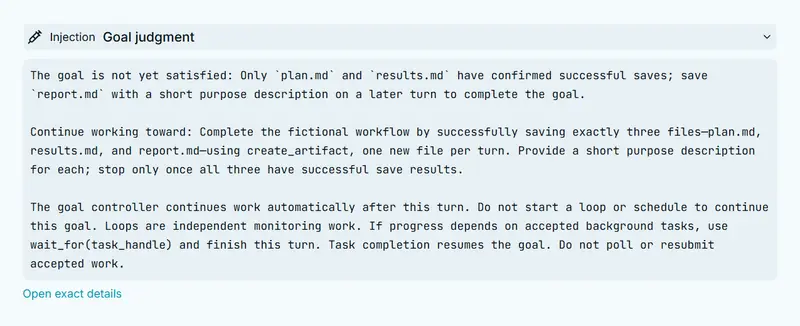 Injection Goal judgment
The goal is not yet satisfied: Only `plan.md` and `results.md` have confirmed successful saves; save
`report.md` with a short purpose description on a later turn to complete the goal.
Continue working toward: Complete the fictional workflow by successfully saving exactly three files—plan.md,
results.md, and report.md—using create_artifact, one new file per turn. Provide a short purpose description
for each; stop only once all three have successful save results.
The goal controller continues work automatically after this turn. Do not start a loop or schedule to continue
this goal. Loops are independent monitoring work. If progress depends on accepted background tasks, use
wait_for(task_handle) and finish this turn. Task completion resumes the goal. Do not poll or resubmit
accepted work.
Open exact details